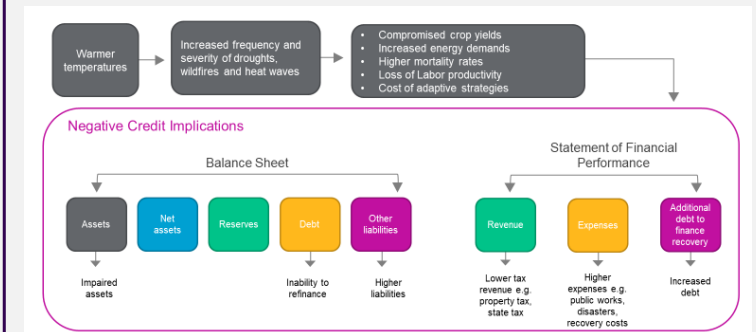 Warmer
temperatures
Increased frequency and
severity of droughts,
wildfires and heat waves
• Compromised crop yields
• Increased energy demands
• Higher mortality rates
• Loss of Labor productivity
• Cost of adaptive strategies
Negative Credit Implications
Balance Sheet
Statement of Financial
Performance
Assets
Net
assets
Reserves
Debt
Other
liabilities
Revenue
Expenses
Additional
debt to
finance
recovery
Impaired
assets
Inability to
refinance
Higher
liabilities
Lower tax
revenue e.g.
property tax,
state tax
Higher
expenses e.g.
public works,
disasters,
recovery costs
Increased
debt